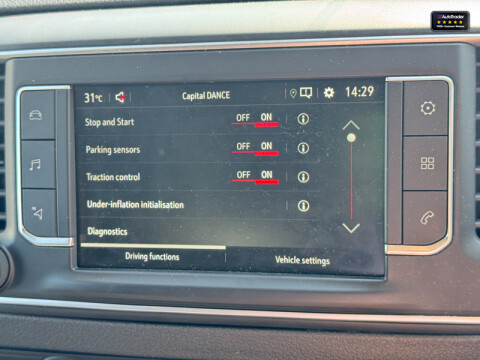 AutoTrader
31°C
Capital DANCE
14:29
Stop and Start OFF ON
Parking sensors OFF ON
Traction control OFF ON
Under-inflation initialisation
Diagnostics
Driving functions Vehicle settings